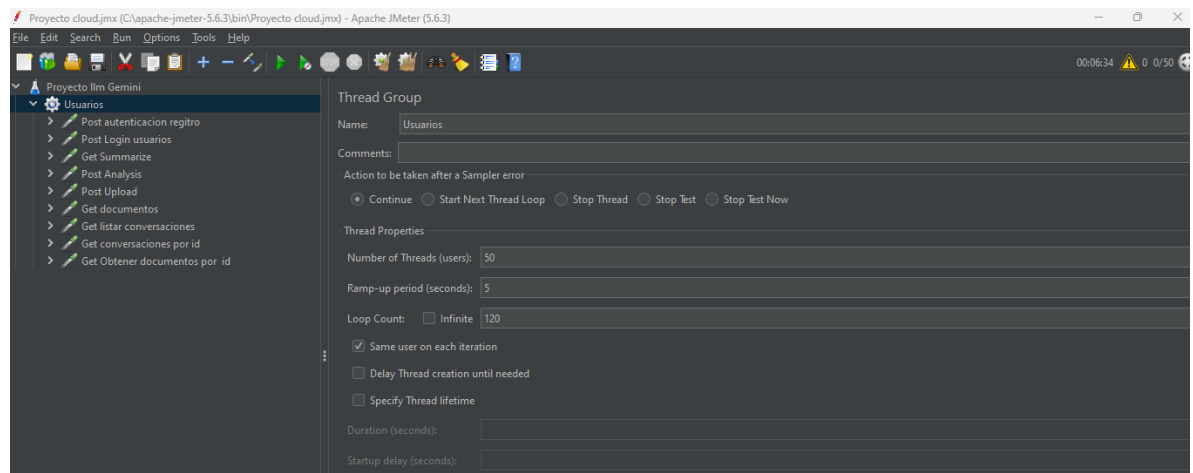 Proyecto cloud.jmx (C:\apache-jmeter-5.6.3\bin\Proyecto cloud.jmx) - Apache JMeter (5.6.3)
File Edit Search Run Options Tools Help
00:06:34 0 0/50
Proyecto llm Gemini
Usuarios
Post autenticacion regitro
Post Login usuarios
Get Summarize
Post Analysis
Post Upload
Get documentos
Get listar conversaciones
Get conversaciones por id
Get Obtener documentos por id
Thread Group
Name: Usuarios
Comments:
Action to be taken after a Sampler error
Continue Start Next Thread Loop Stop Thread Stop Test Stop Test Now
Thread Properties
Number of Threads (users): 50
Ramp-up period (seconds): 5
Loop Count: Infinite 120
Same user on each iteration
Delay Thread creation until needed
Specify Thread lifetime
Duration (seconds):
Startup delay (seconds):